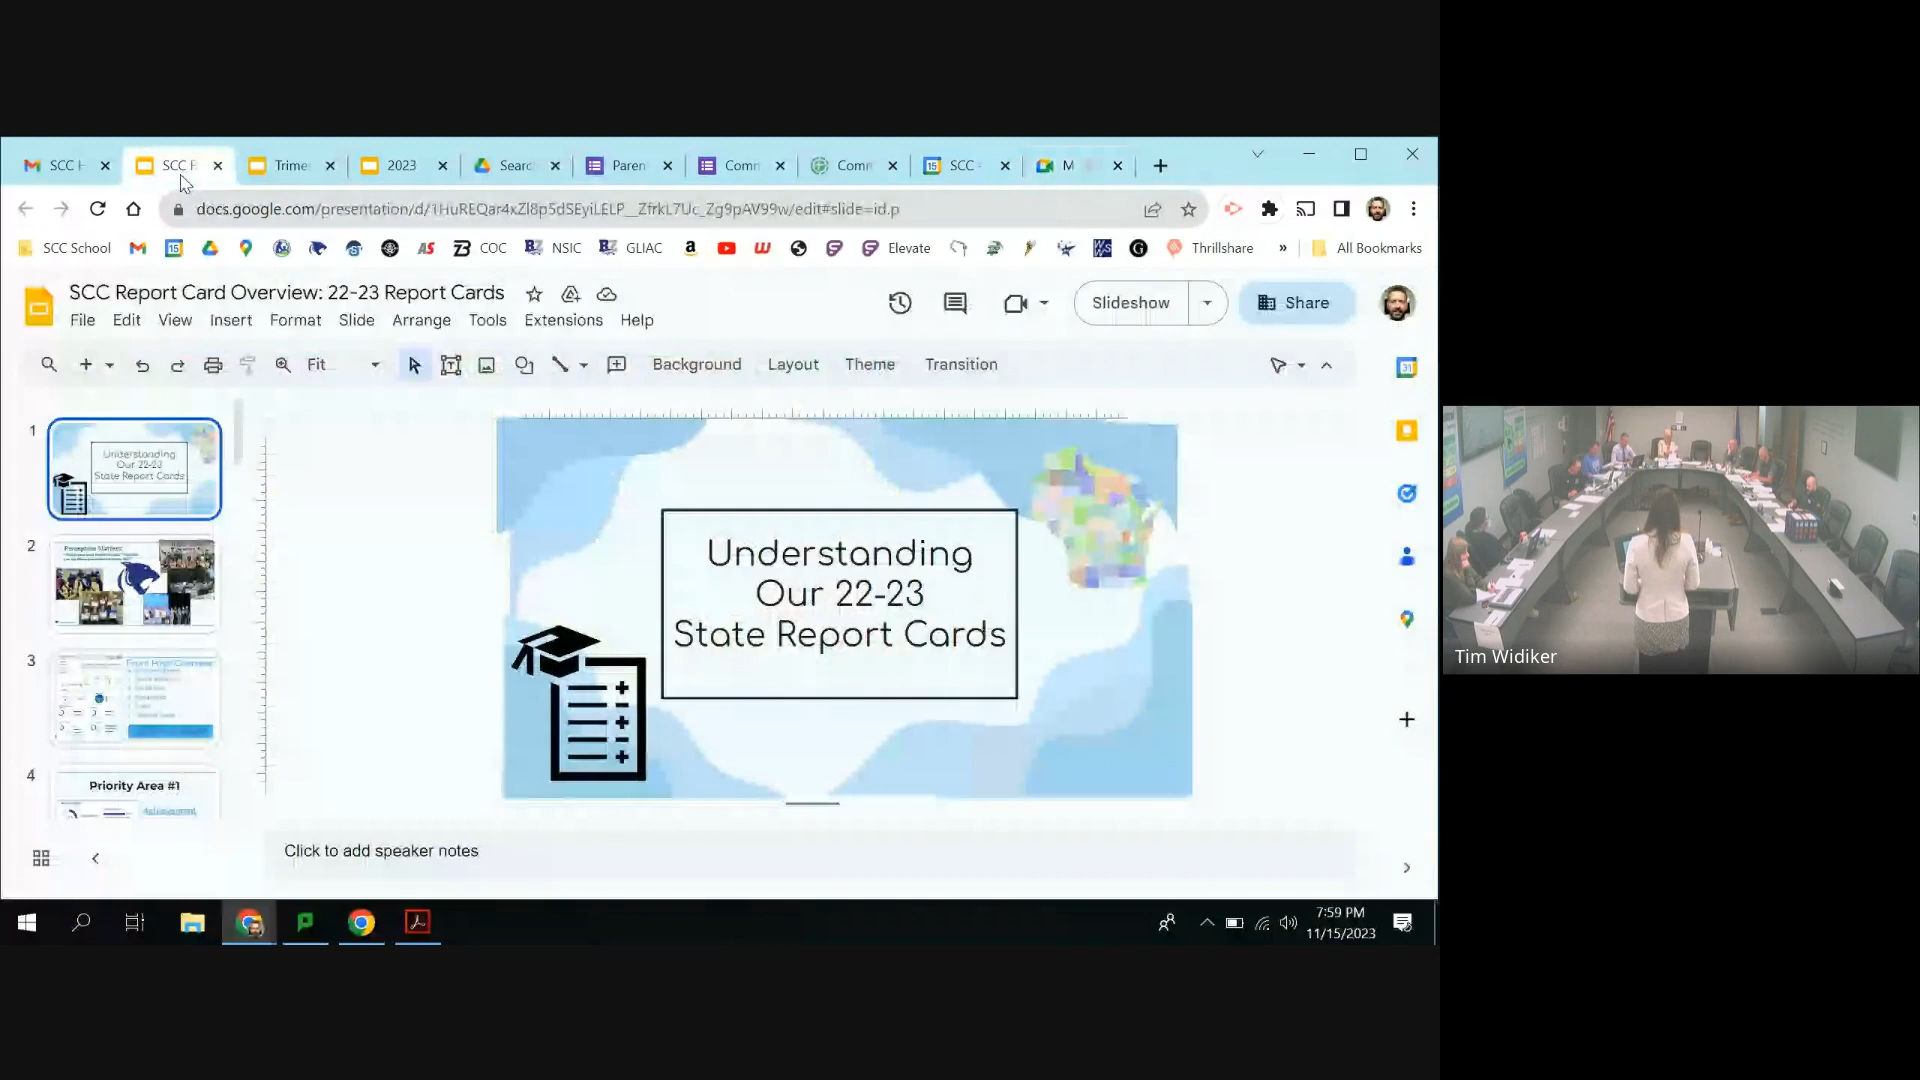 SCC
SCC
Trime
2023
Searc
Paren
Comm
Comm
SCC
M
docs.google.com/presentation/d/1HuREQar4xZl8p5dSEyiLELP__ZfrkL7Uc_Zg9pAV99w/edit#slide=id.p
SCC School
COC
NSIC
GLIAC
Elevate
Thrillshare
» All Bookmarks
SCC Report Card Overview: 22-23 Report Cards
File Edit View Insert Format Slide Arrange Tools Extensions Help
Slideshow
Share
Fit
Background Layout Theme Transition
1
Understanding
Our 22-23
State Report Cards
2
3
4
Priority Area #1
Achievement
Understanding
Our 22-23
State Report Cards
Click to add speaker notes
7:59 PM
11/15/2023
Tim Widiker